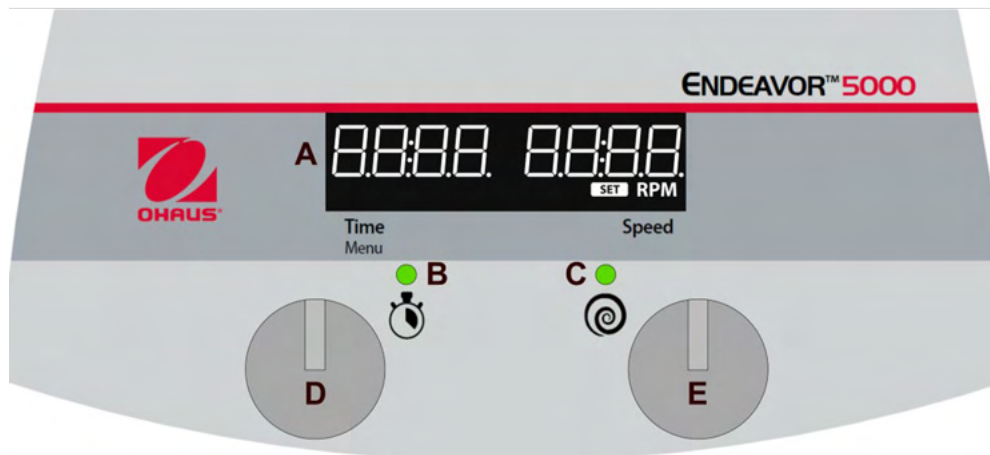 ENDEAVOR™5000
A 88:88. 88:88.
SET RPM
OHAUS®
Time Speed
Menu
B C
D E